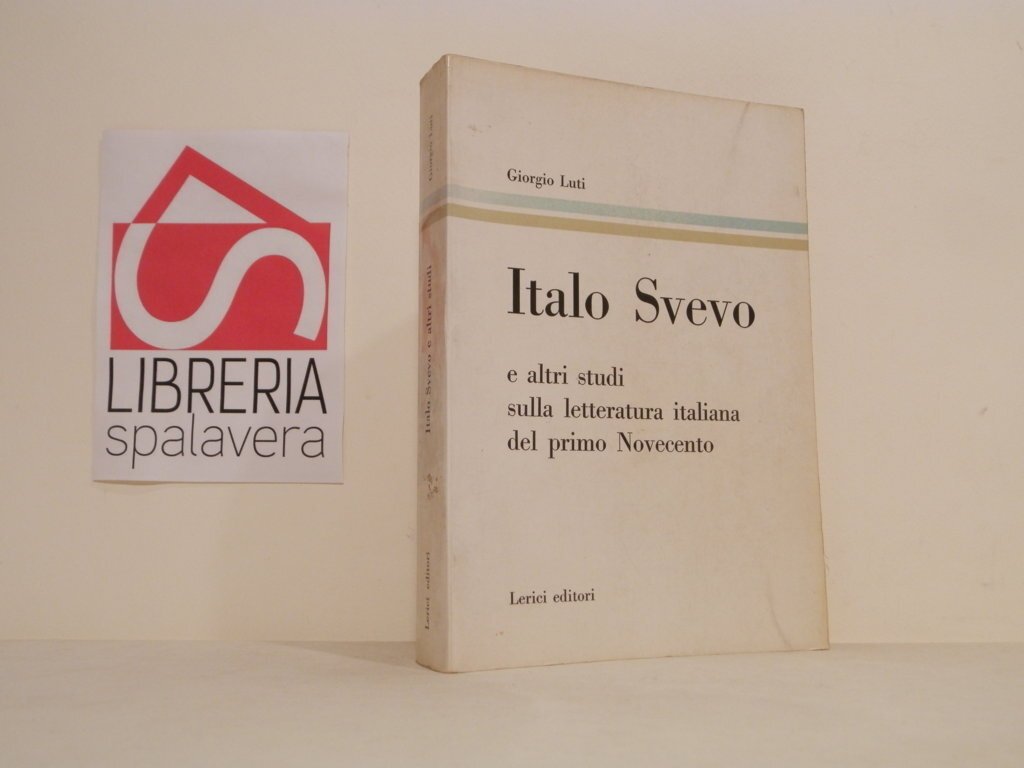 LIBRERIA
spalavera
Giorgio Luti
Italo Svevo e altri studi
Lerici editori
Giorgio Luti
Italo Svevo
e altri studi
sulla letteratura italiana
del primo Novecento
Lerici editori